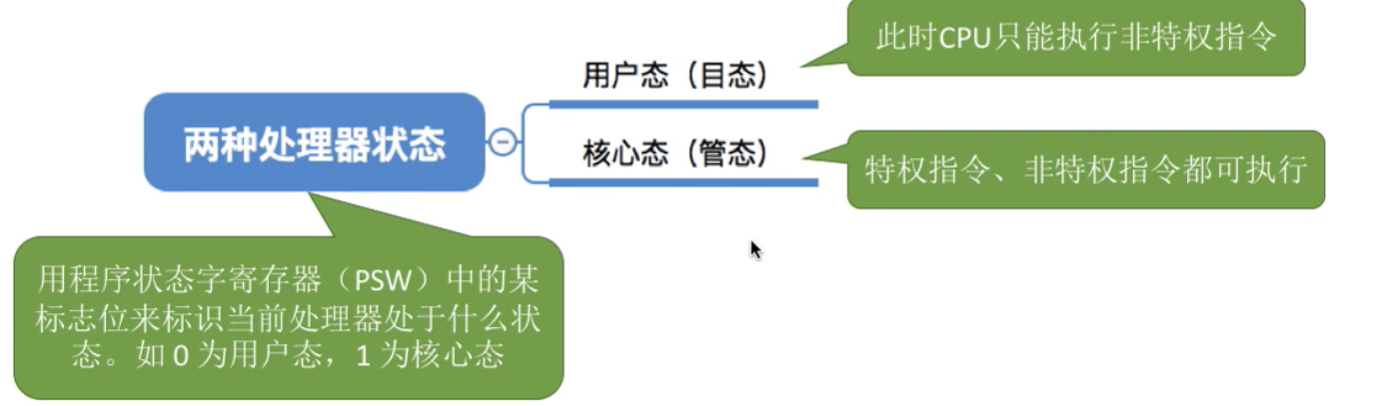 此时CPU只能执行非特权指令
用户态（目态）
两种处理器状态
核心态（管态）
特权指令、非特权指令都可执行
用程序状态字寄存器（PSW）中的某
标志位来标识当前处理器处于什么状
态。如 0 为用户态，1 为核心态